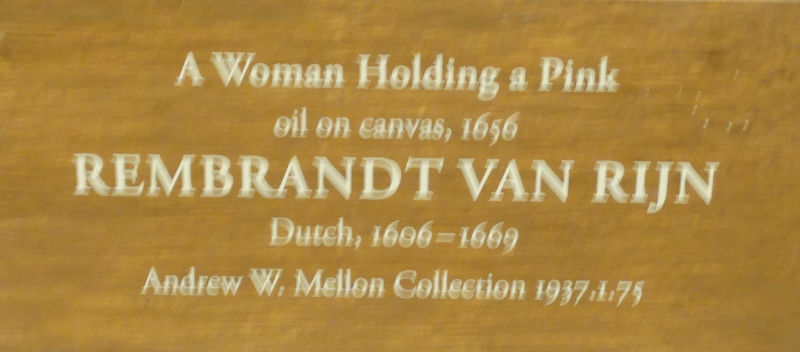 A Woman Holding a Pink
oil on canvas, 1656
REMBRANDT VAN RIJN
Dutch, 1606–1669
Andrew W. Mellon Collection 1937.1.75